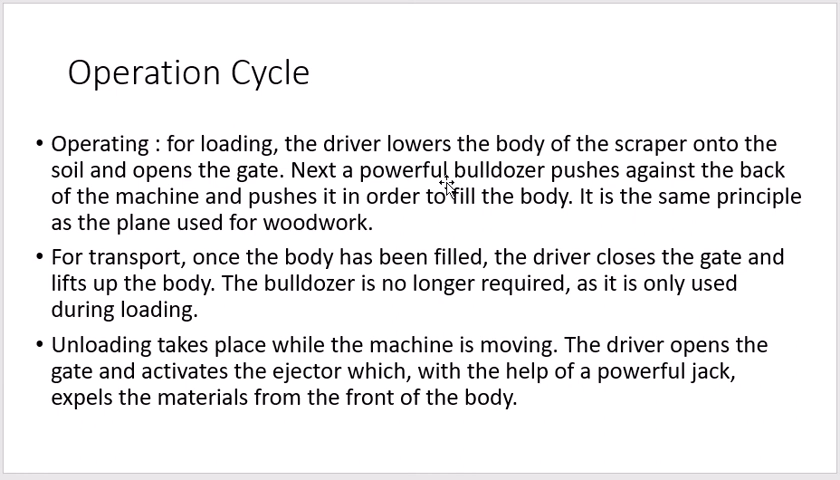 Operation Cycle
• Operating : for loading, the driver lowers the body of the scraper onto the
soil and opens the gate. Next a powerful bulldozer pushes against the back
of the machine and pushes it in order to fill the body. It is the same principle
as the plane used for woodwork.
• For transport, once the body has been filled, the driver closes the gate and
lifts up the body. The bulldozer is no longer required, as it is only used
during loading.
• Unloading takes place while the machine is moving. The driver opens the
gate and activates the ejector which, with the help of a powerful jack,
expels the materials from the front of the body.